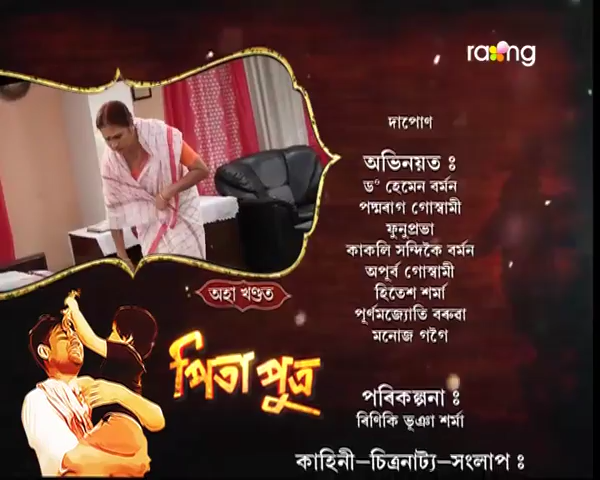 rang
দাপোণ
অভিনয়ত ঃ
ড° হেমেন বৰ্মন
পদ্মৰাগ গোস্বামী
ফুনুপ্ৰভা
কাকলি সন্দিকৈ বৰ্মন
অপূৰ্ব গোস্বামী
হিতেশ শৰ্মা
পূৰ্ণমজ্যোতি বৰুৱা
মনোজ গগৈ
অহা খণ্ডত
পিতা পুত্ৰ
পৰিকল্পনা ঃ
ৰিণিকি ভূঞা শৰ্মা
কাহিনী–চিত্ৰনাট্য–সংলাপ ঃ